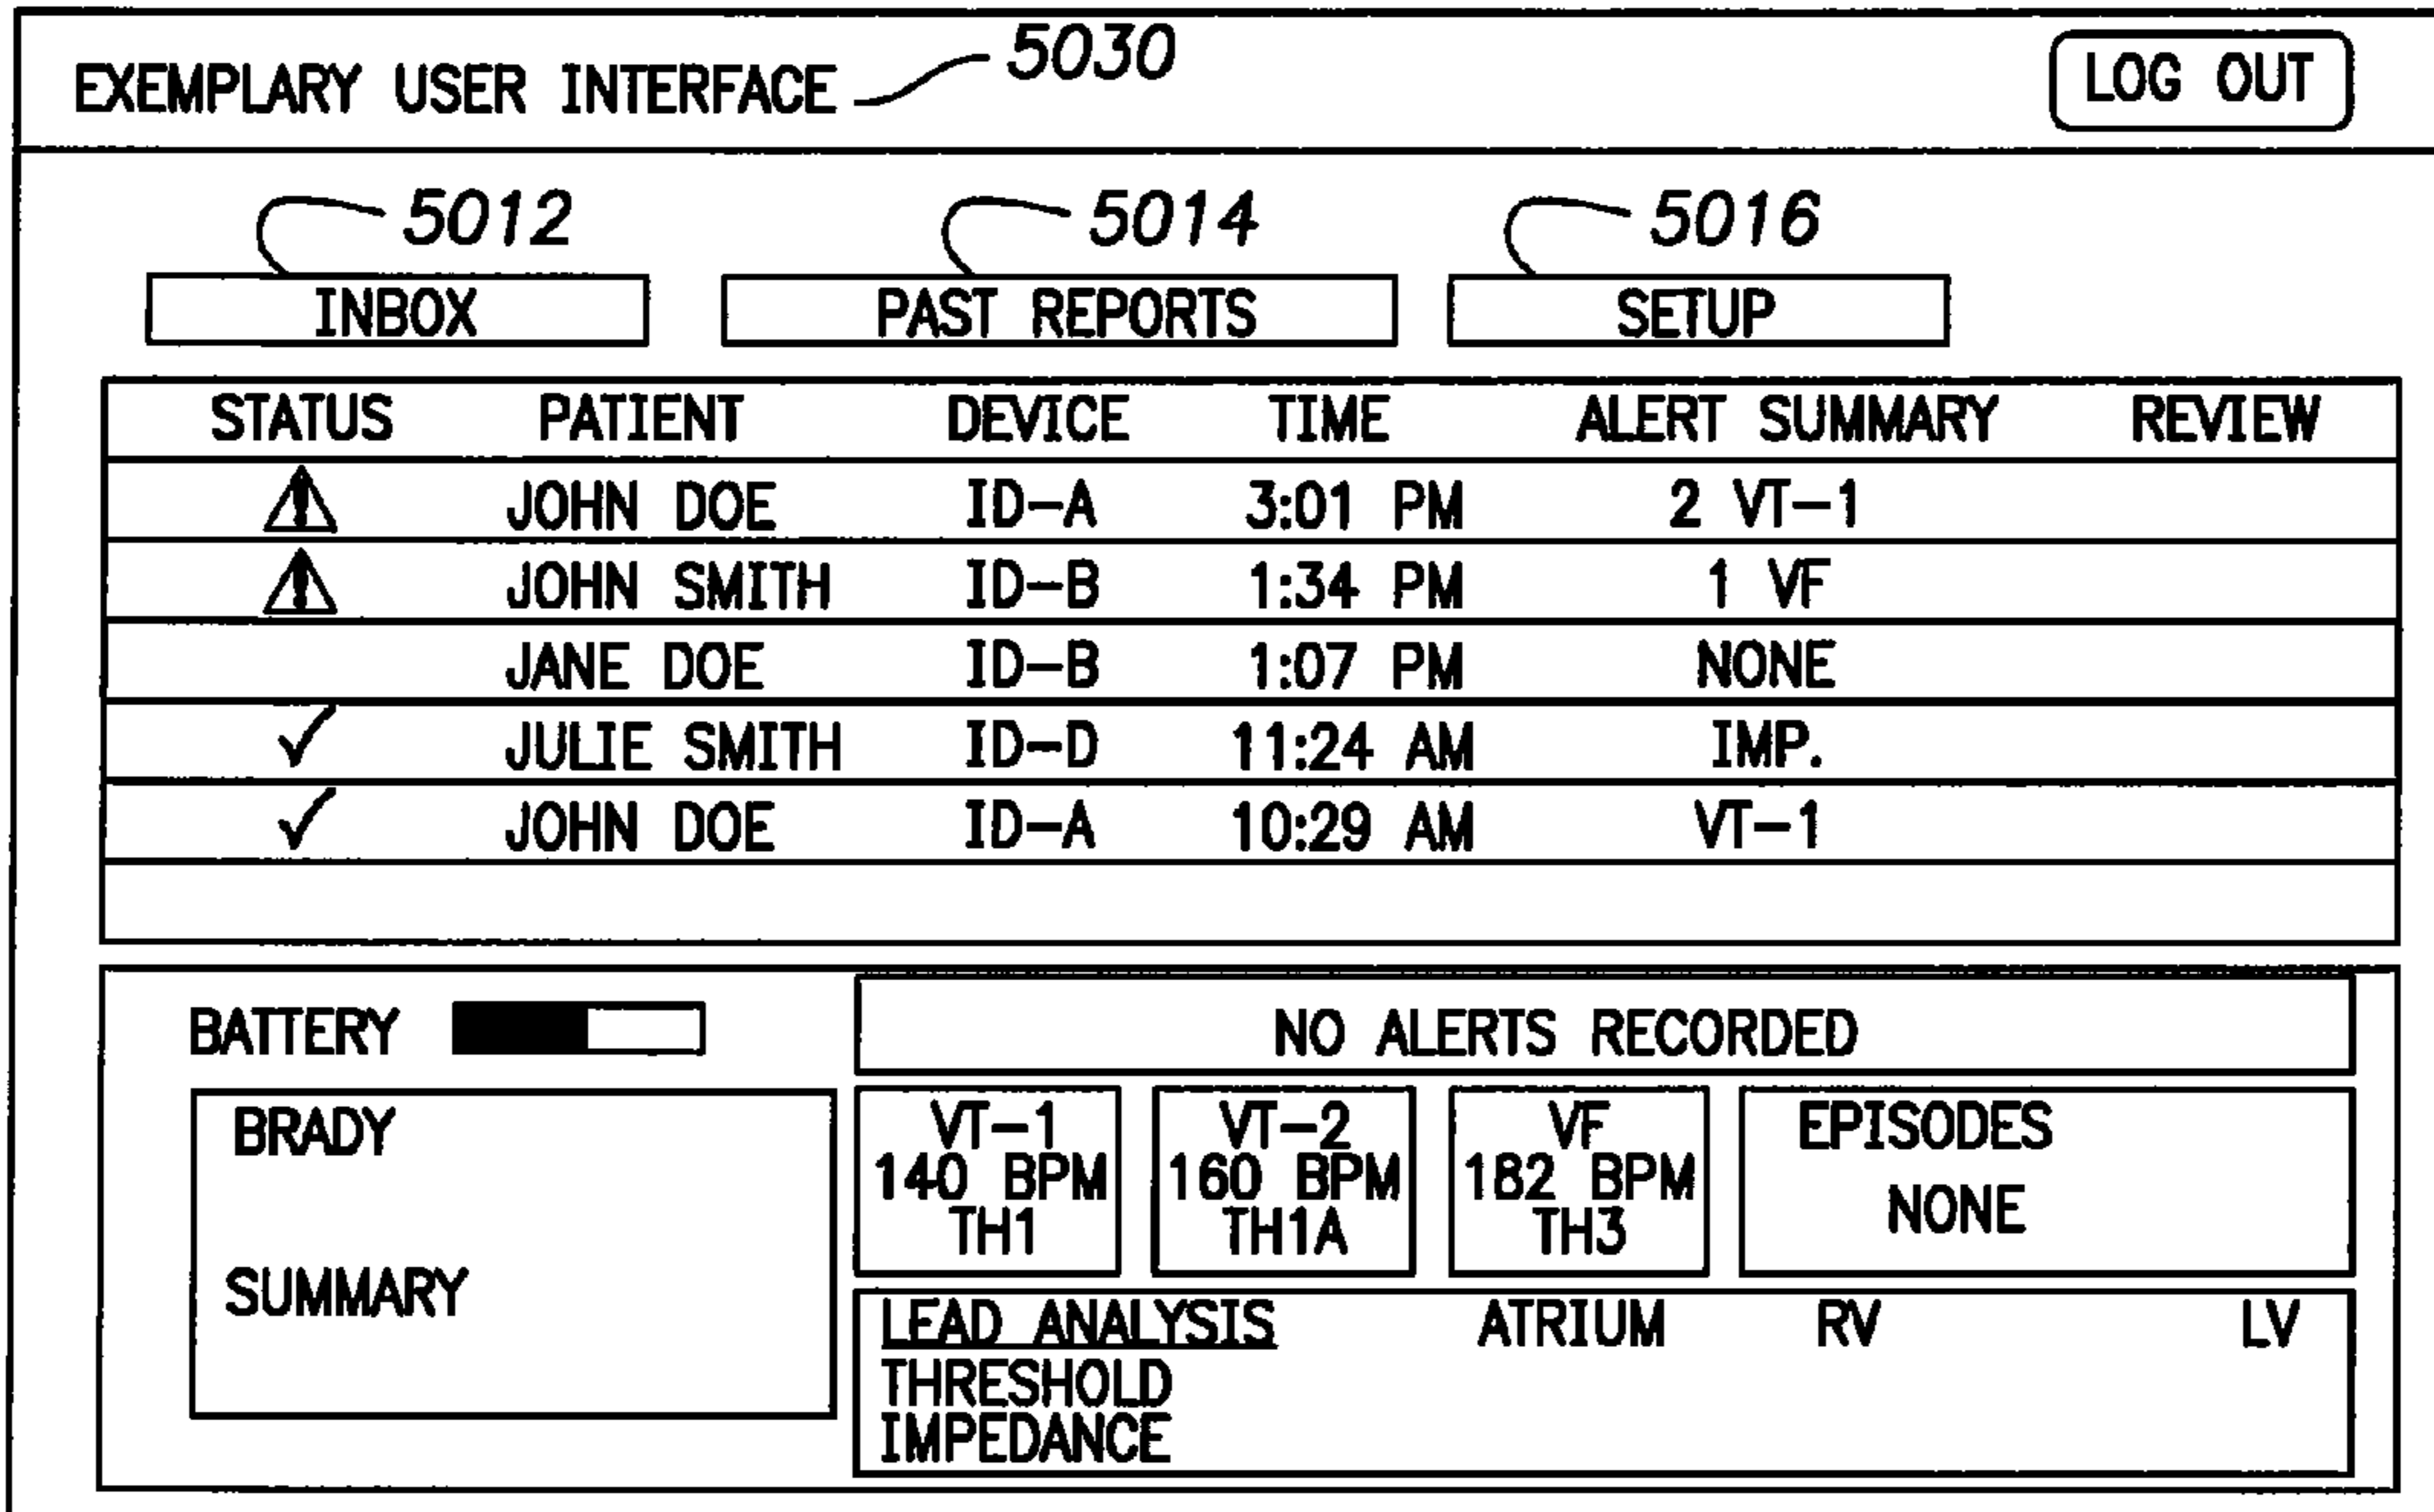 EXEMPLARY USER INTERFACE 5030 LOG OUT
5012 5014 5016
INBOX PAST REPORTS SETUP
STATUS PATIENT DEVICE TIME ALERT SUMMARY REVIEW
JOHN DOE ID-A 3:01 PM 2 VT-1
JOHN SMITH ID-B 1:34 PM 1 VF
JANE DOE ID-B 1:07 PM NONE
JULIE SMITH ID-D 11:24 AM IMP.
JOHN DOE ID-A 10:29 AM VT-1
BATTERY
NO ALERTS RECORDED
BRADY
SUMMARY
VT-1
140 BPM
TH1
VT-2
160 BPM
TH1A
VF
182 BPM
TH3
EPISODES
NONE
LEAD ANALYSIS ATRIUM RV LV
THRESHOLD
IMPEDANCE